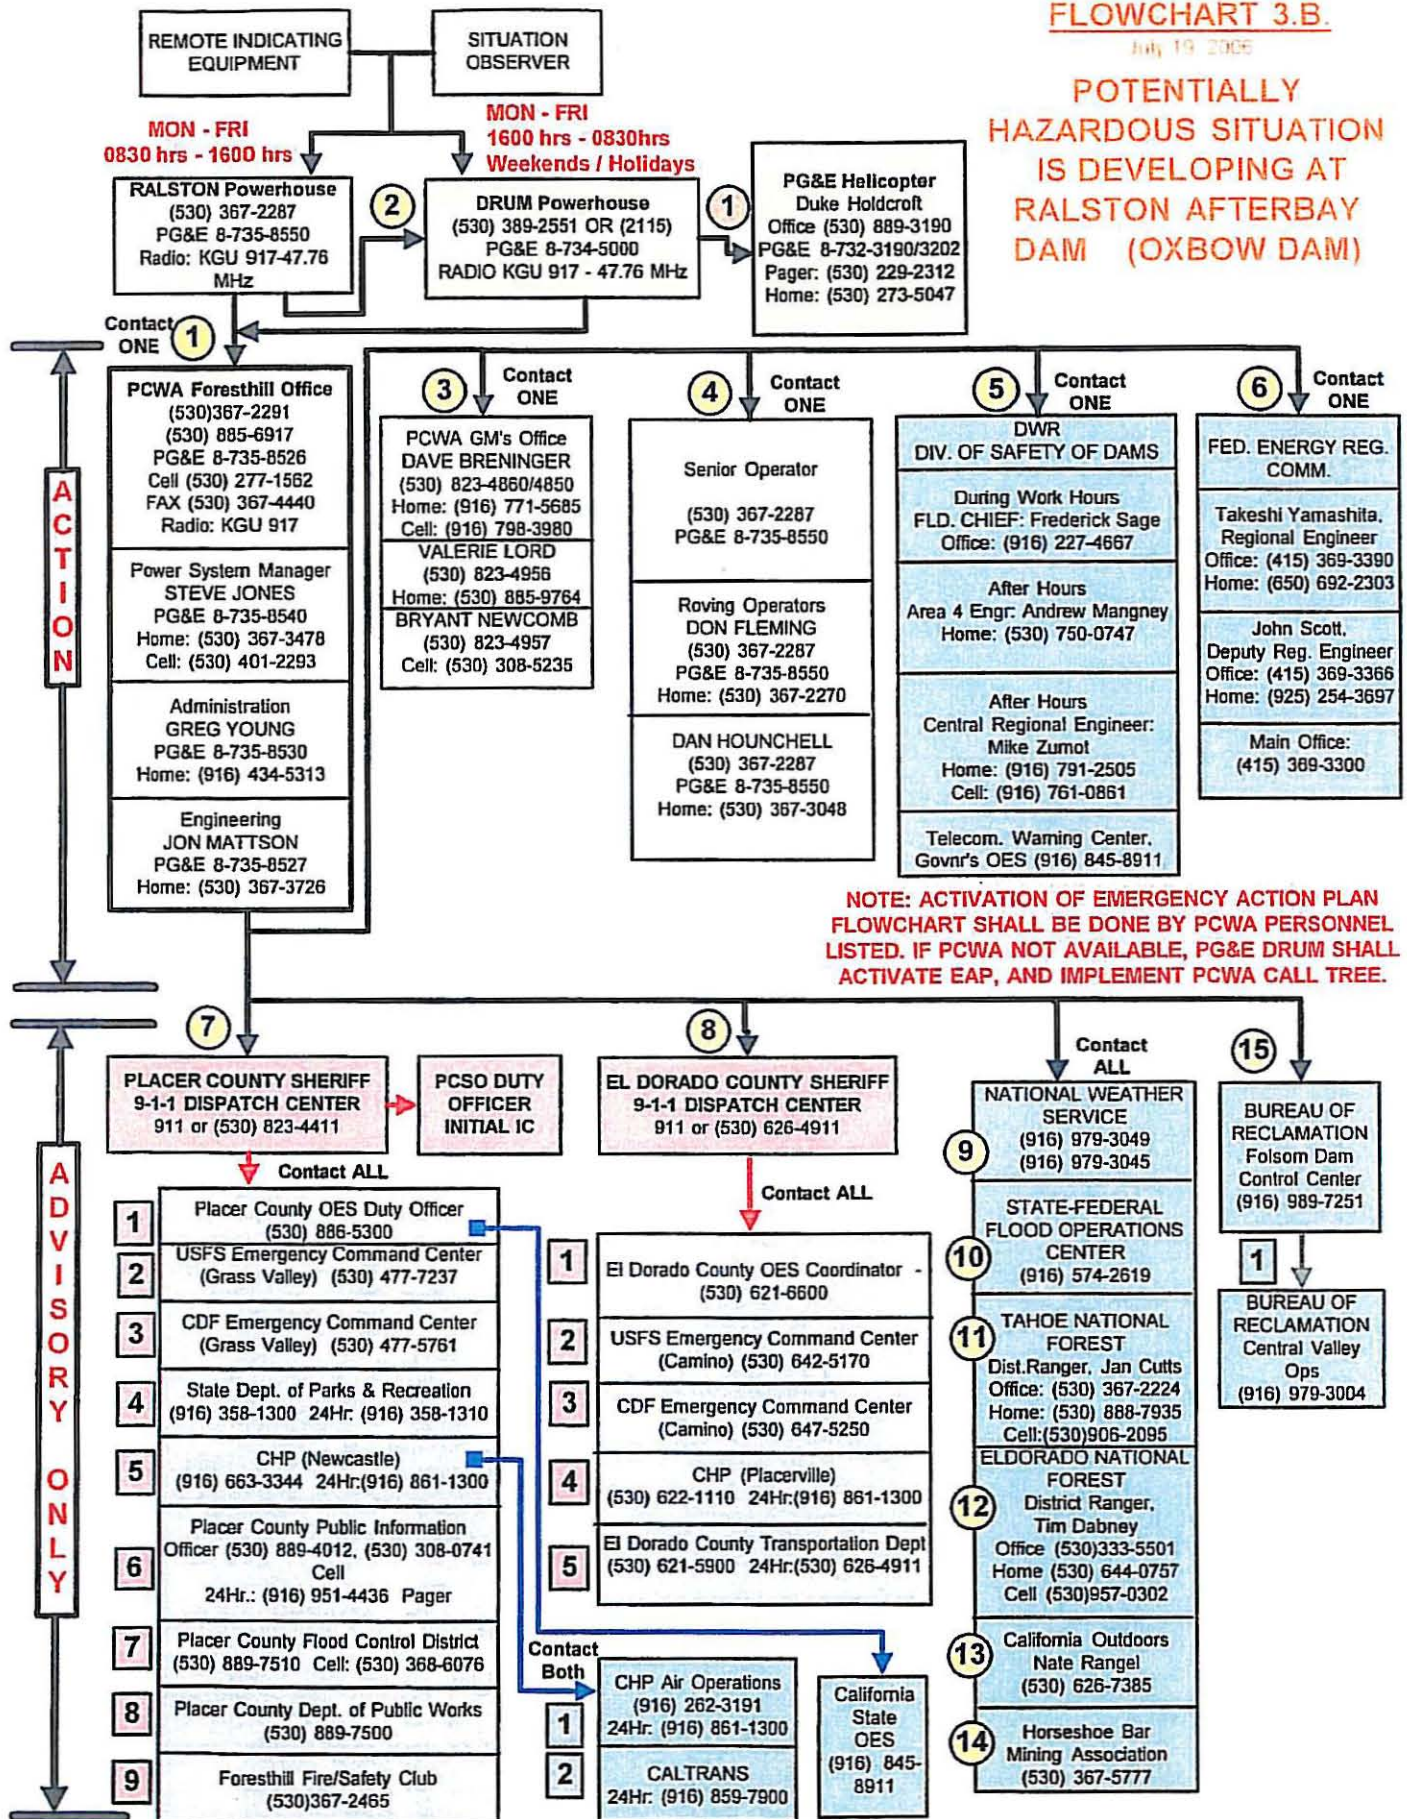 FLOWCHART 3.B.
July 19 2006
POTENTIALLY
HAZARDOUS SITUATION
IS DEVELOPING AT
RALSTON AFTERBAY
DAM (OXBOW DAM)
REMOTE INDICATING
EQUIPMENT
SITUATION
OBSERVER
MON - FRI
0830 hrs - 1600 hrs
MON - FRI
1600 hrs - 0830hrs
Weekends / Holidays
RALSTON Powerhouse
(530) 367-2287
PG&E 8-735-8550
Radio: KGU 917-47.76
MHz
2
DRUM Powerhouse
(530) 389-2551 OR (2115)
PG&E 8-734-5000
RADIO KGU 917 - 47.76 MHz
1
PG&E Helicopter
Duke Holdcroft
Office (530) 889-3190
PG&E 8-732-3190/3202
Pager: (530) 229-2312
Home: (530) 273-5047
Contact
ONE
1
ACTION
PCWA Foresthill Office
(530)367-2291
(530) 885-6917
PG&E 8-735-8526
Cell (530) 277-1562
FAX (530) 367-4440
Radio: KGU 917
Power System Manager
STEVE JONES
PG&E 8-735-8540
Home: (530) 367-3478
Cell: (530) 401-2293
Administration
GREG YOUNG
PG&E 8-735-8530
Home: (916) 434-5313
Engineering
JON MATTSON
PG&E 8-735-8527
Home: (530) 367-3726
3
Contact
ONE
PCWA GM's Office
DAVE BRENINGER
(530) 823-4860/4850
Home: (916) 771-5685
Cell: (916) 798-3980
VALERIE LORD
(530) 823-4956
Home: (530) 885-9764
BRYANT NEWCOMB
(530) 823-4957
Cell: (530) 308-5235
4
Contact
ONE
Senior Operator
(530) 367-2287
PG&E 8-735-8550
Roving Operators
DON FLEMING
(530) 367-2287
PG&E 8-735-8550
Home: (530) 367-2270
DAN HOUNCHELL
(530) 367-2287
PG&E 8-735-8550
Home: (530) 367-3048
5
Contact
ONE
DWR
DIV. OF SAFETY OF DAMS
During Work Hours
FLD. CHIEF: Frederick Sage
Office: (916) 227-4667
After Hours
Area 4 Engr: Andrew Mangney
Home: (530) 750-0747
After Hours
Central Regional Engineer:
Mike Zumot
Home: (916) 791-2505
Cell: (916) 761-0861
Telecom. Warning Center,
Govnr's OES (916) 845-8911
6
Contact
ONE
FED. ENERGY REG.
COMM.
Takeshi Yamashita,
Regional Engineer
Office: (415) 369-3390
Home: (650) 692-2303
John Scott,
Deputy Reg. Engineer
Office: (415) 369-3366
Home: (925) 254-3697
Main Office:
(415) 369-3300
NOTE: ACTIVATION OF EMERGENCY ACTION PLAN
FLOWCHART SHALL BE DONE BY PCWA PERSONNEL
LISTED. IF PCWA NOT AVAILABLE, PG&E DRUM SHALL
ACTIVATE EAP, AND IMPLEMENT PCWA CALL TREE.
ADVISORY ONLY
7
PLACER COUNTY SHERIFF
9-1-1 DISPATCH CENTER
911 or (530) 823-4411
PCSO DUTY
OFFICER
INITIAL IC
Contact ALL
1
Placer County OES Duty Officer
(530) 886-5300
2
USFS Emergency Command Center
(Grass Valley) (530) 477-7237
3
CDF Emergency Command Center
(Grass Valley) (530) 477-5761
4
State Dept. of Parks & Recreation
(916) 358-1300 24Hr: (916) 358-1310
5
CHP (Newcastle)
(916) 663-3344 24Hr:(916) 861-1300
6
Placer County Public Information
Officer (530) 889-4012, (530) 308-0741
Cell
24Hr.: (916) 951-4436 Pager
7
Placer County Flood Control District
(530) 889-7510 Cell: (530) 368-6076
8
Placer County Dept. of Public Works
(530) 889-7500
9
Foresthill Fire/Safety Club
(530)367-2465
8
EL DORADO COUNTY SHERIFF
9-1-1 DISPATCH CENTER
911 or (530) 626-4911
Contact ALL
1
El Dorado County OES Coordinator -
(530) 621-6600
2
USFS Emergency Command Center
(Camino) (530) 642-5170
3
CDF Emergency Command Center
(Camino) (530) 647-5250
4
CHP (Placerville)
(530) 622-1110 24Hr:(916) 861-1300
5
El Dorado County Transportation Dept
(530) 621-5900 24Hr:(530) 626-4911
Contact
Both
1
CHP Air Operations
(916) 262-3191
24Hr: (916) 861-1300
2
CALTRANS
24Hr: (916) 859-7900
California
State
OES
(916) 845-
8911
Contact
ALL
9
NATIONAL WEATHER
SERVICE
(916) 979-3049
(916) 979-3045
10
STATE-FEDERAL
FLOOD OPERATIONS
CENTER
(916) 574-2619
11
TAHOE NATIONAL
FOREST
Dist.Ranger, Jan Cutts
Office: (530) 367-2224
Home: (530) 888-7935
Cell:(530)906-2095
12
ELDORADO NATIONAL
FOREST
District Ranger,
Tim Dabney
Office (530)333-5501
Home (530) 644-0757
Cell (530)957-0302
13
California Outdoors
Nate Rangel
(530) 626-7385
14
Horseshoe Bar
Mining Association
(530) 367-5777
15
BUREAU OF
RECLAMATION
Folsom Dam
Control Center
(916) 989-7251
1
BUREAU OF
RECLAMATION
Central Valley
Ops
(916) 979-3004